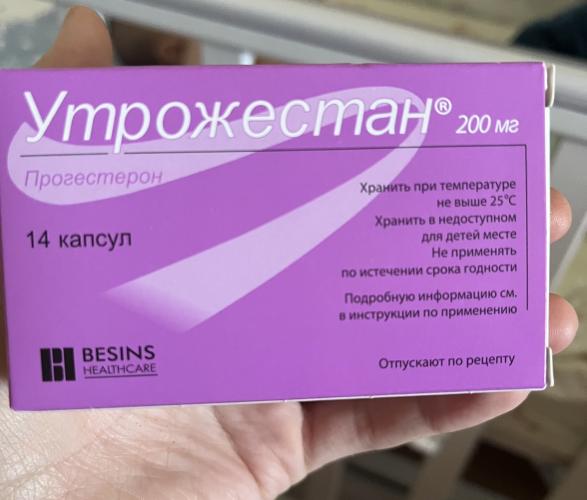 Утрожестан® 200 мг
Прогестерон
14 капсул
Хранить при температуре
не выше 25°C
Хранить в недоступном
для детей месте
Не применять
по истечении срока годности
Подробную информацию см.
в инструкции по применению
BESINS
HEALTHCARE
Отпускают по рецепту